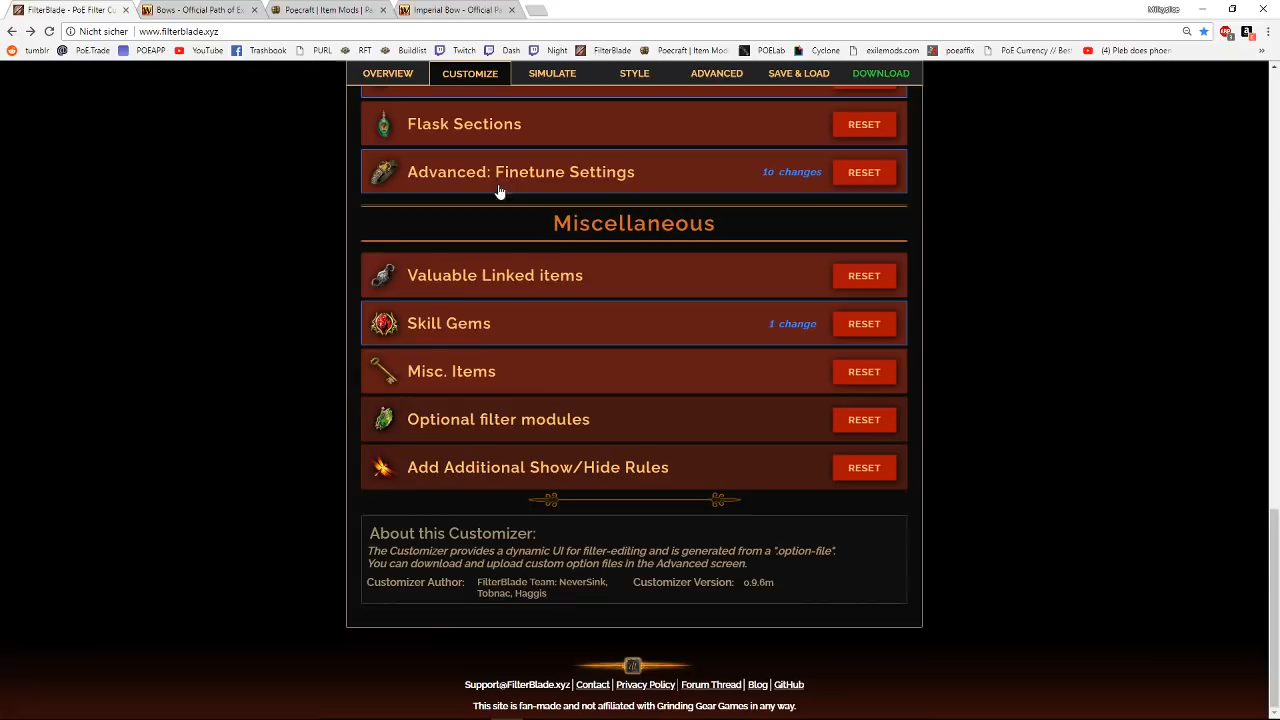 FilterBlade - PoE Filter Cu
Bows - Official Path of Ex
Poecraft | Item Mods | Pa
Imperial Bow - Official Pa
Milkyslice
Nicht sicher | www.filterblade.xyz
tumblr PoE.Trade POEAPP YouTube Trashbook PURL RFT Buildlist Twitch Dash Night FilterBlade Poecraft | Item Mod POELab Cyclone exilemods.com poeaffix PoE Currency // Best (4) Pleb does phoen
OVERVIEW CUSTOMIZE SIMULATE STYLE ADVANCED SAVE & LOAD DOWNLOAD
Flask Sections RESET
Advanced: Finetune Settings 10 changes RESET
Miscellaneous
Valuable Linked items RESET
Skill Gems 1 change RESET
Misc. Items RESET
Optional filter modules RESET
Add Additional Show/Hide Rules RESET
About this Customizer:
The Customizer provides a dynamic UI for filter-editing and is generated from a ".option-file".
You can download and upload custom option files in the Advanced screen.
Customizer Author: FilterBlade Team: NeverSink, Customizer Version: 0.9.6m
Tobnac, Haggis
Support@FilterBlade.xyz | Contact | Privacy Policy | Forum Thread | Blog | GitHub
This site is fan-made and not affiliated with Grinding Gear Games in any way.